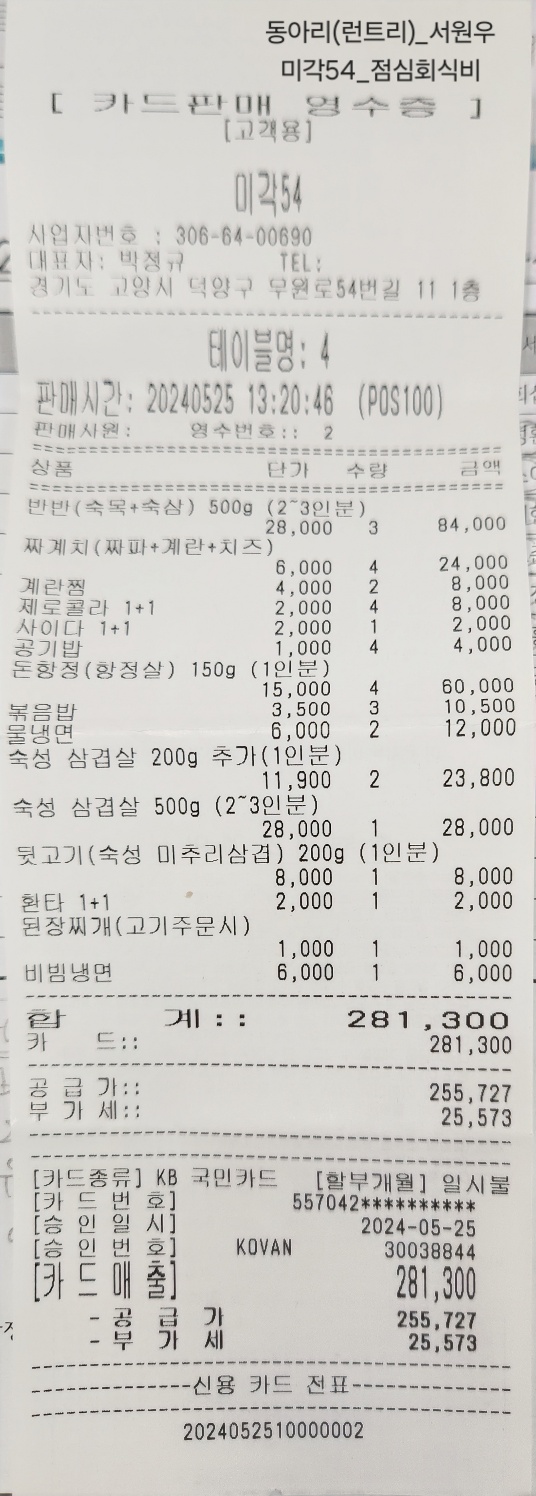 동아리(런트리)_서원우
미각54_점심회식비
[ 카드판매 영수증 ]
[고객용]
미각54
사업자번호 : 306-64-00690
대표자: 박정규 TEL:
경기도 고양시 덕양구 무원로54번길 11 1층
테이블명: 4
판매시간: 20240525 13:20:46 (POS100)
판매사원: 영수번호:: 2
상품 단가 수량 금액
반반(숙목+숙삼) 500g (2~3인분)
28,000 3 84,000
짜계치(짜파+계란+치즈)
6,000 4 24,000
계란찜 4,000 2 8,000
제로콜라 1+1 2,000 4 8,000
사이다 1+1 2,000 1 2,000
공기밥 1,000 4 4,000
돈항정(항정살) 150g (1인분)
15,000 4 60,000
볶음밥 3,500 3 10,500
물냉면 6,000 2 12,000
숙성 삼겹살 200g 추가(1인분)
11,900 2 23,800
숙성 삼겹살 500g (2~3인분)
28,000 1 28,000
뒷고기(숙성 미추리삼겹) 200g (1인분)
8,000 1 8,000
환타 1+1 2,000 1 2,000
된장찌개(고기주문시)
1,000 1 1,000
비빔냉면 6,000 1 6,000
합 계:: 281,300
카 드:: 281,300
공 급 가:: 255,727
부 가 세:: 25,573
[카드종류] KB 국민카드 [할부개월] 일시불
[카 드 번 호] 557042**********
[승 인 일 시] 2024-05-25
[승 인 번 호] KOVAN 30038844
[카 드 매 출] 281,300
- 공 급 가 255,727
- 부 가 세 25,573
--------------신용 카드 전표--------------
2024052510000002